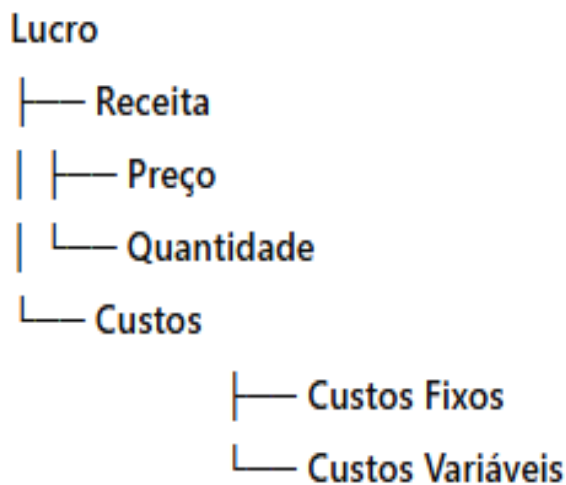 Lucro
├── Receita
│ ├── Preço
│ └── Quantidade
└── Custos
├── Custos Fixos
└── Custos Variáveis